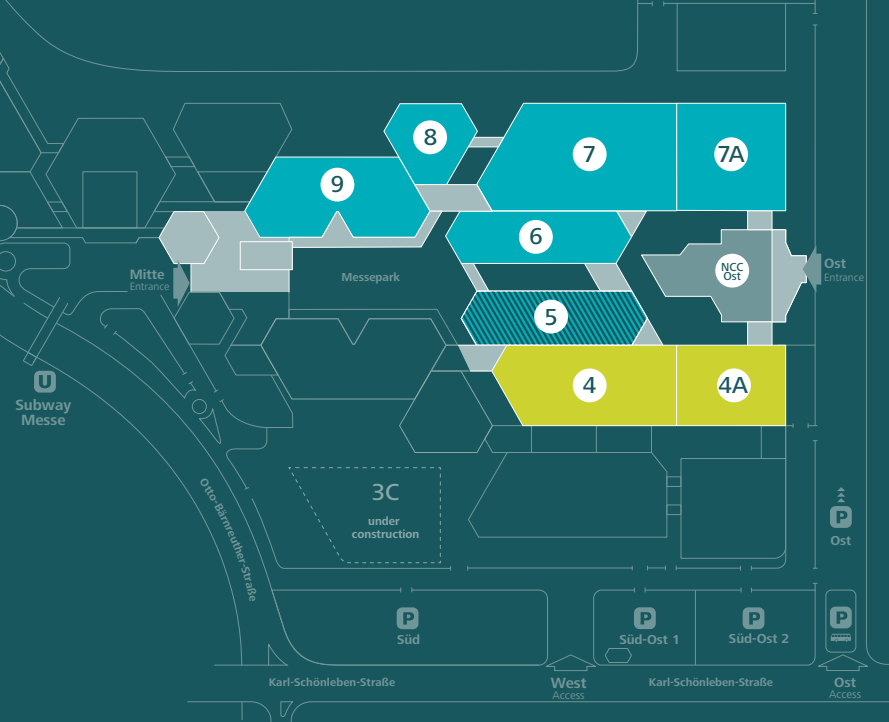 8
7
7A
9
6
NCC
Ost
Mitte
Entrance
Messepark
Ost
Entrance
5
4
4A
U
Subway
Messe
3C
under
construction
Otto-Bärnreuther-Straße
P
Ost
P
Süd
P
Süd-Ost 1
P
Süd-Ost 2
P
Karl-Schönleben-Straße
West
Access
Karl-Schönleben-Straße
Ost
Access